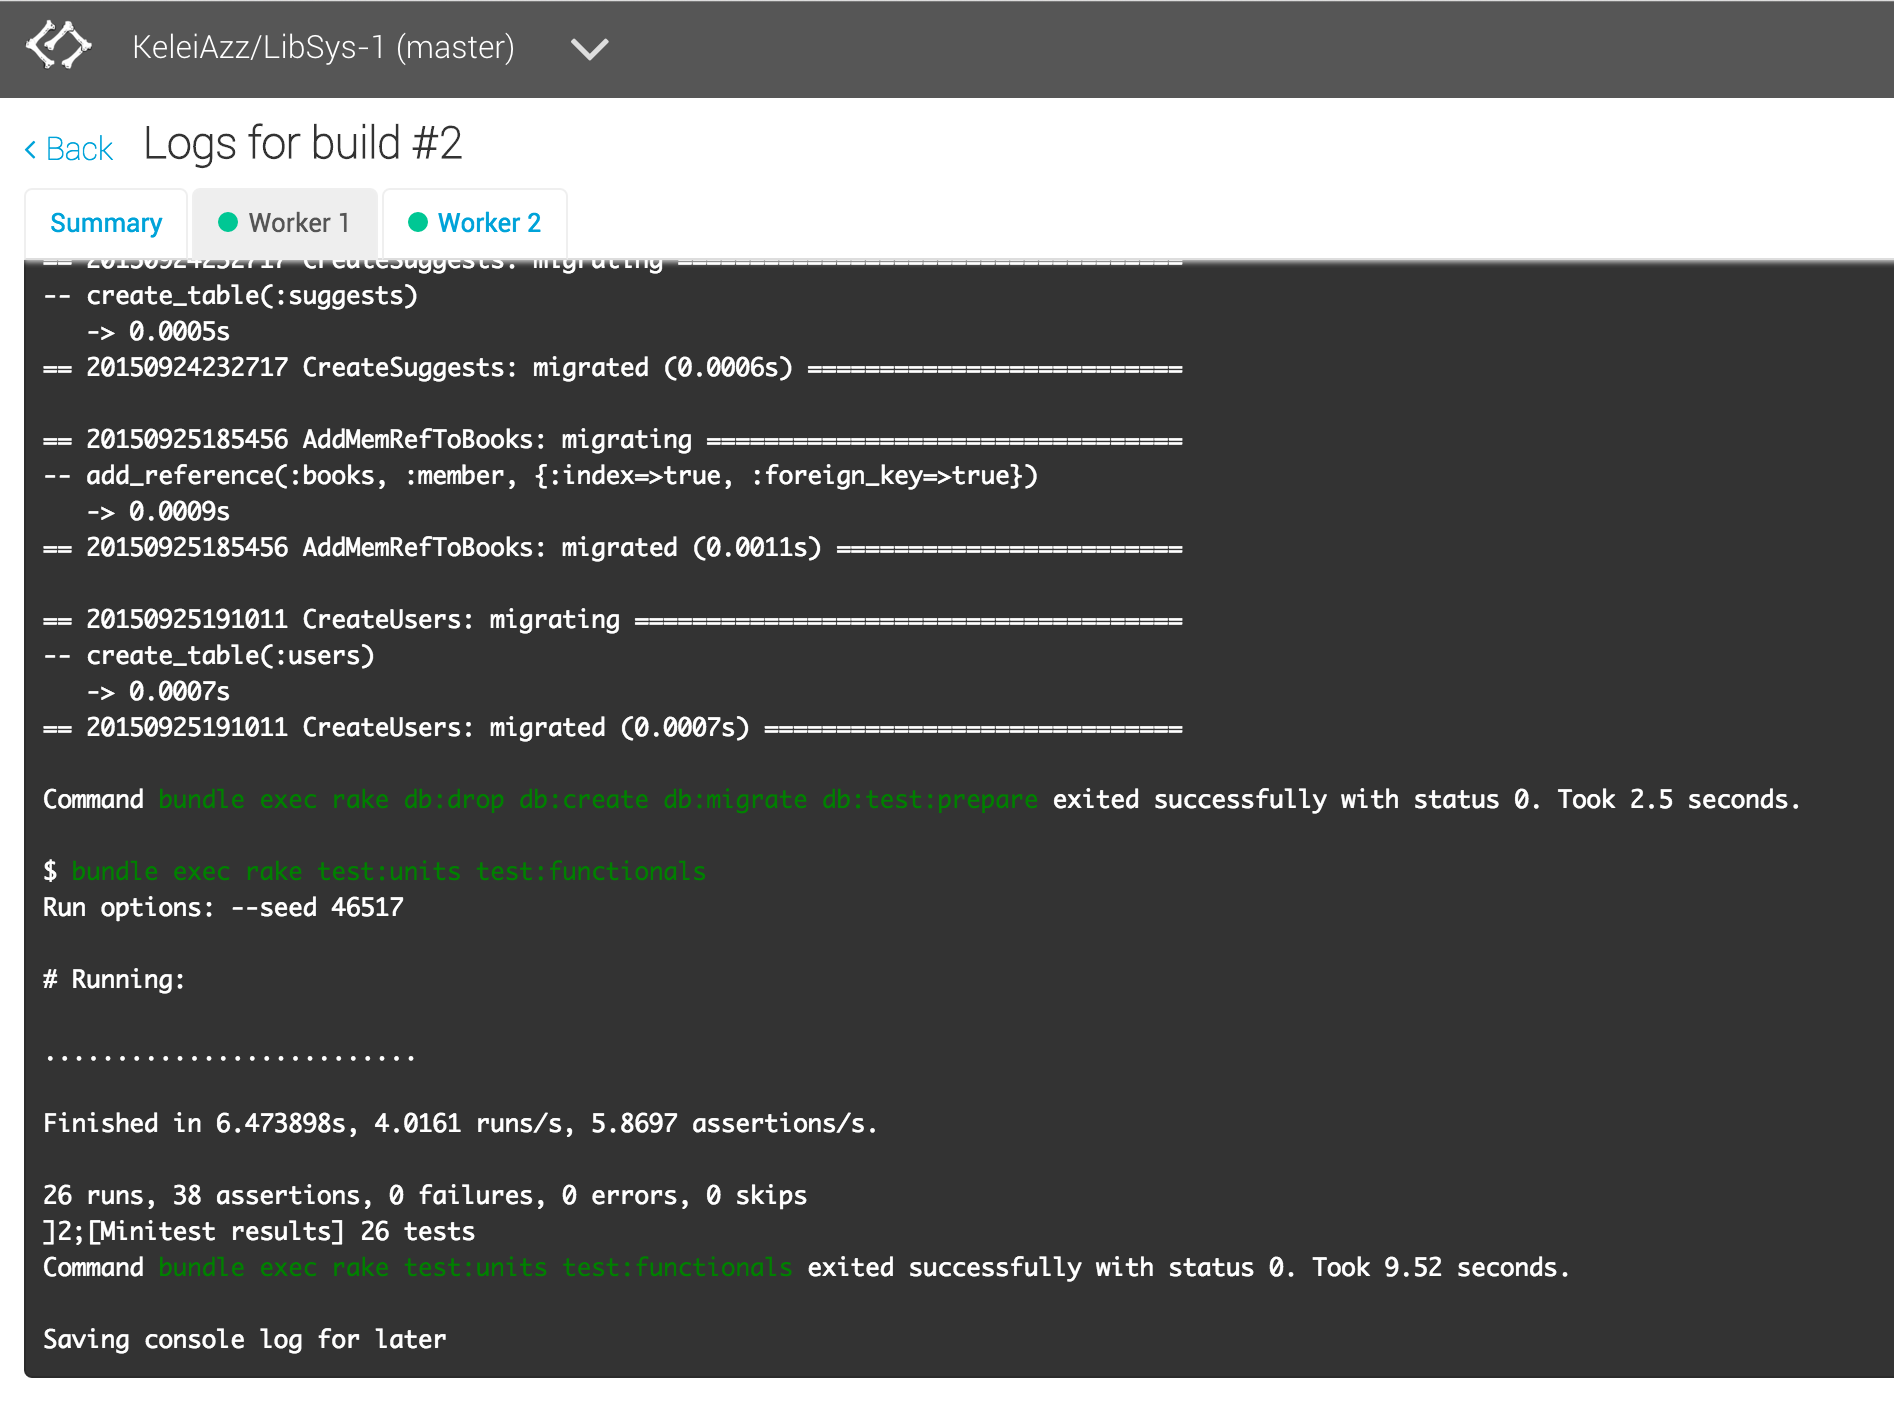 KeleiAzz/LibSys-1 (master)
‹ Back Logs for build #2
Summary Worker 1 Worker 2
== 20150924232717 CreateSuggests: migrating ===================================
-- create_table(:suggests)
   -> 0.0005s
== 20150924232717 CreateSuggests: migrated (0.0006s) ==========================

== 20150925185456 AddMemRefToBooks: migrating =================================
-- add_reference(:books, :member, {:index=>true, :foreign_key=>true})
   -> 0.0009s
== 20150925185456 AddMemRefToBooks: migrated (0.0011s) ========================

== 20150925191011 CreateUsers: migrating ======================================
-- create_table(:users)
   -> 0.0007s
== 20150925191011 CreateUsers: migrated (0.0007s) =============================

Command bundle exec rake db:drop db:create db:migrate db:test:prepare exited successfully with status 0. Took 2.5 seconds.

$ bundle exec rake test:units test:functionals
Run options: --seed 46517

# Running:

..........................

Finished in 6.473898s, 4.0161 runs/s, 5.8697 assertions/s.

26 runs, 38 assertions, 0 failures, 0 errors, 0 skips
]2;[Minitest results] 26 tests
Command bundle exec rake test:units test:functionals exited successfully with status 0. Took 9.52 seconds.

Saving console log for later